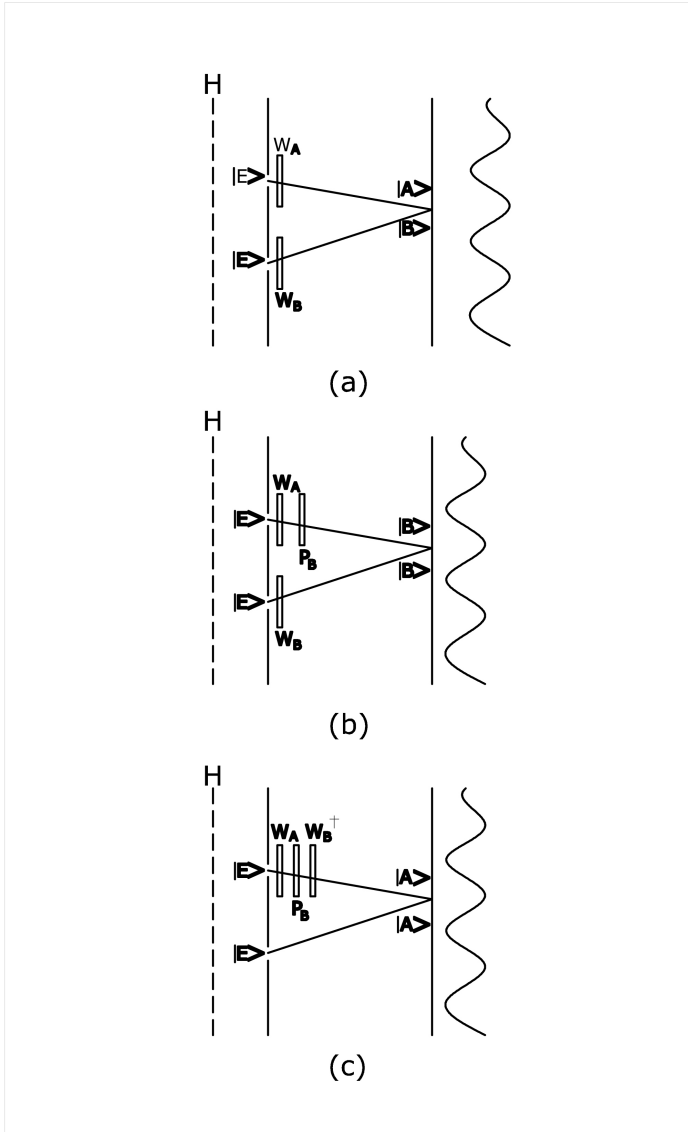 H
W_A
|E>
|A>
|B>
|E>
W_B
(a)
H
W_A
|E>
|B>
P_B
|B>
|E>
W_B
(b)
H
W_A W_B†
|E>
|A>
P_B
|A>
|E>
(c)